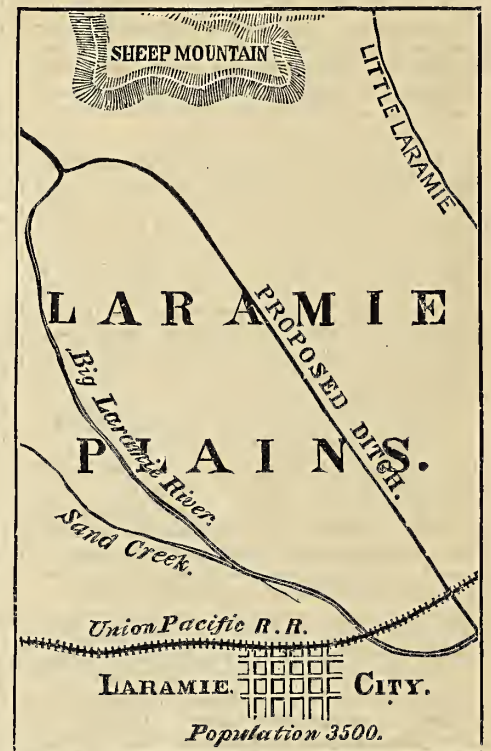 SHEEP MOUNTAIN
LITTLE LARAMIE
LARAMIE
PROPOSED DITCH.
Big Laramie River.
PLAINS.
Sand Creek.
Union Pacific R.R.
LARAMIE. CITY.
Population 3500.